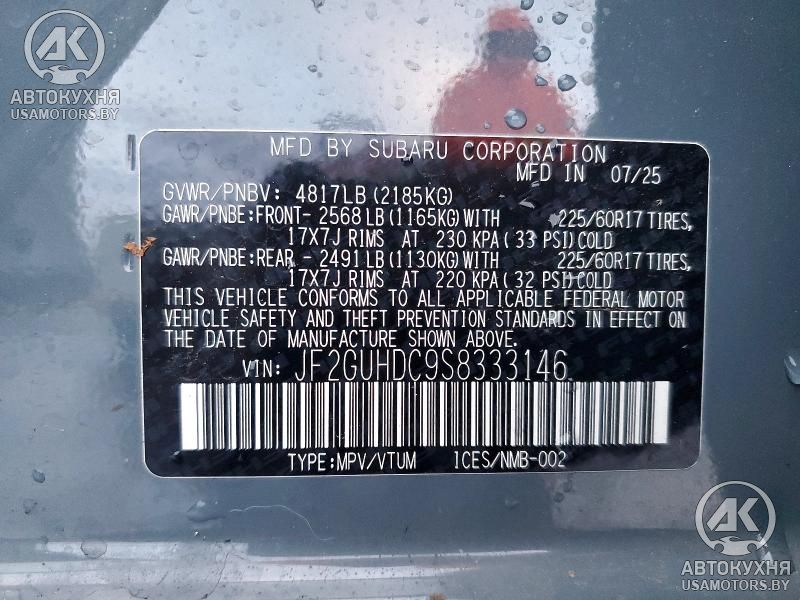 АК
АВТОКУХНЯ
USAMOTORS.BY
MFD BY SUBARU CORPORATION
MFD IN 07/25
GVWR/PNBV: 4817LB (2185KG)
GAWR/PNBE:FRONT- 2568LB (1165KG) WITH 225/60R17 TIRES,
17X7J RIMS AT 230 KPA (33 PSI) COLD
GAWR/PNBE:REAR - 2491LB (1130KG) WITH 225/60R17 TIRES,
17X7J RIMS AT 220 KPA (32 PSI) COLD
THIS VEHICLE CONFORMS TO ALL APPLICABLE FEDERAL MOTOR
VEHICLE SAFETY AND THEFT PREVENTION STANDARDS IN EFFECT ON
THE DATE OF MANUFACTURE SHOWN ABOVE.
VIN: JF2GUHDC9S8333146
TYPE:MPV/VTUM ICES/NMB-002
АК
АВТОКУХНЯ
USAMOTORS.BY